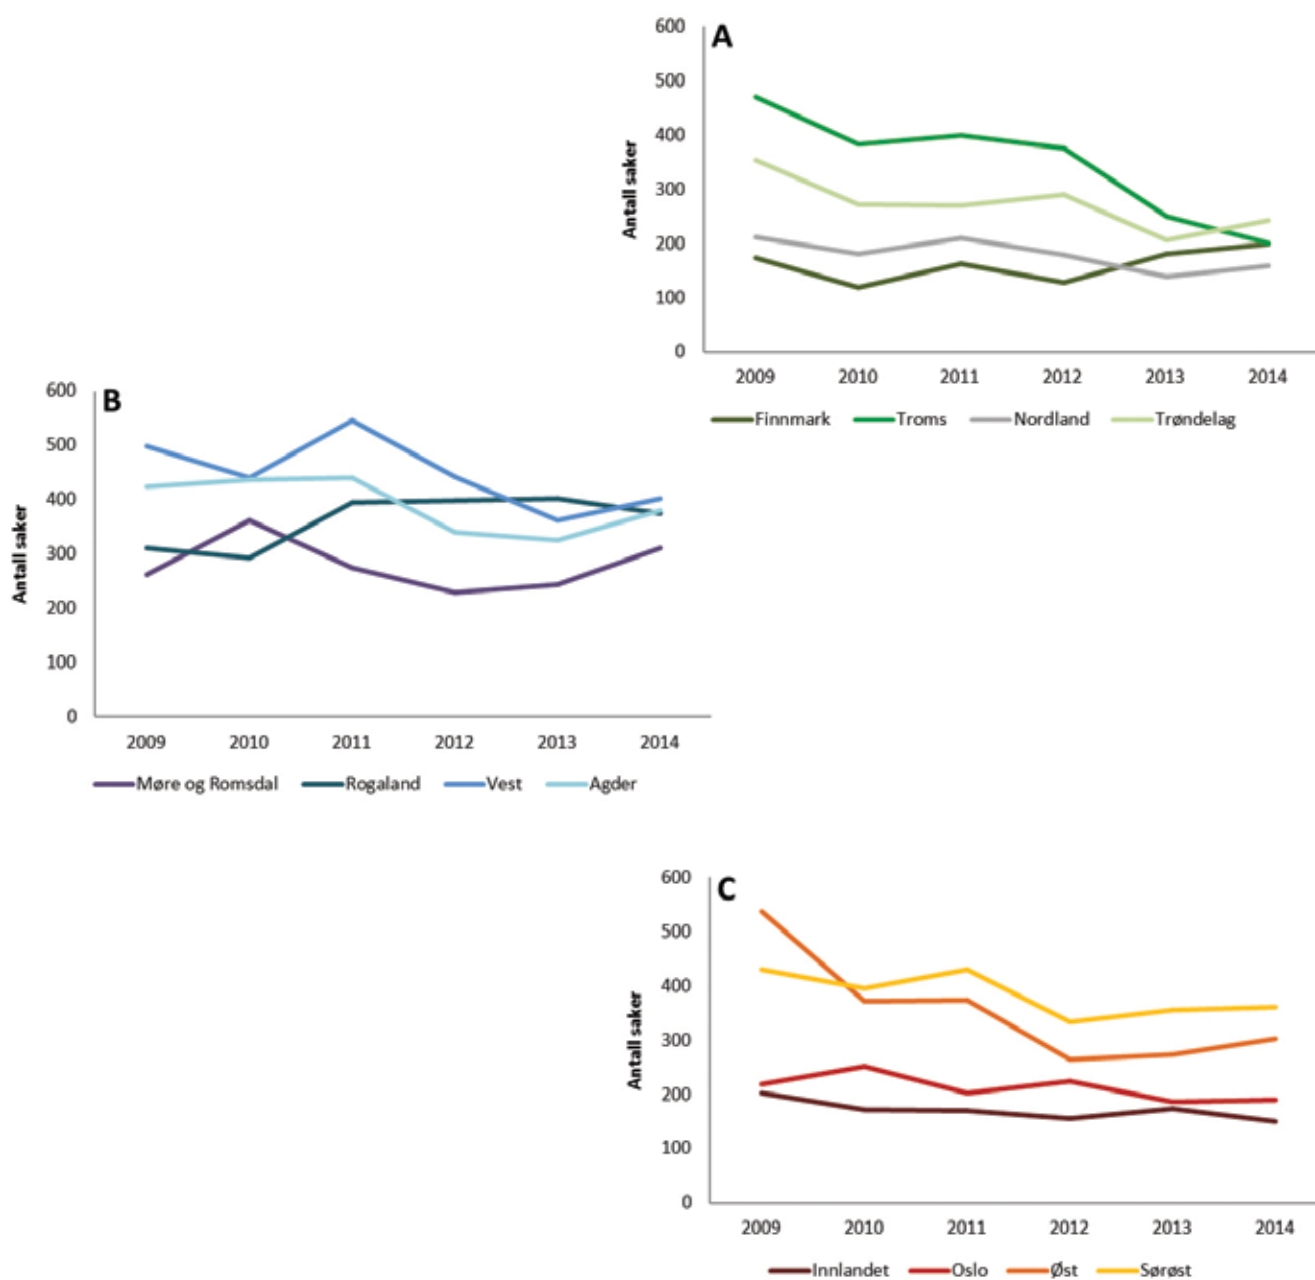 A
600
500
400
300
200
100
0
Antall saker
2009 2010 2011 2012 2013 2014
Finnmark Troms Nordland Trøndelag
B
600
500
400
300
200
100
0
Antall saker
2009 2010 2011 2012 2013 2014
Møre og Romsdal Rogaland Vest Agder
C
600
500
400
300
200
100
0
Antall saker
2009 2010 2011 2012 2013 2014
Innlandet Oslo Øst Sørøst